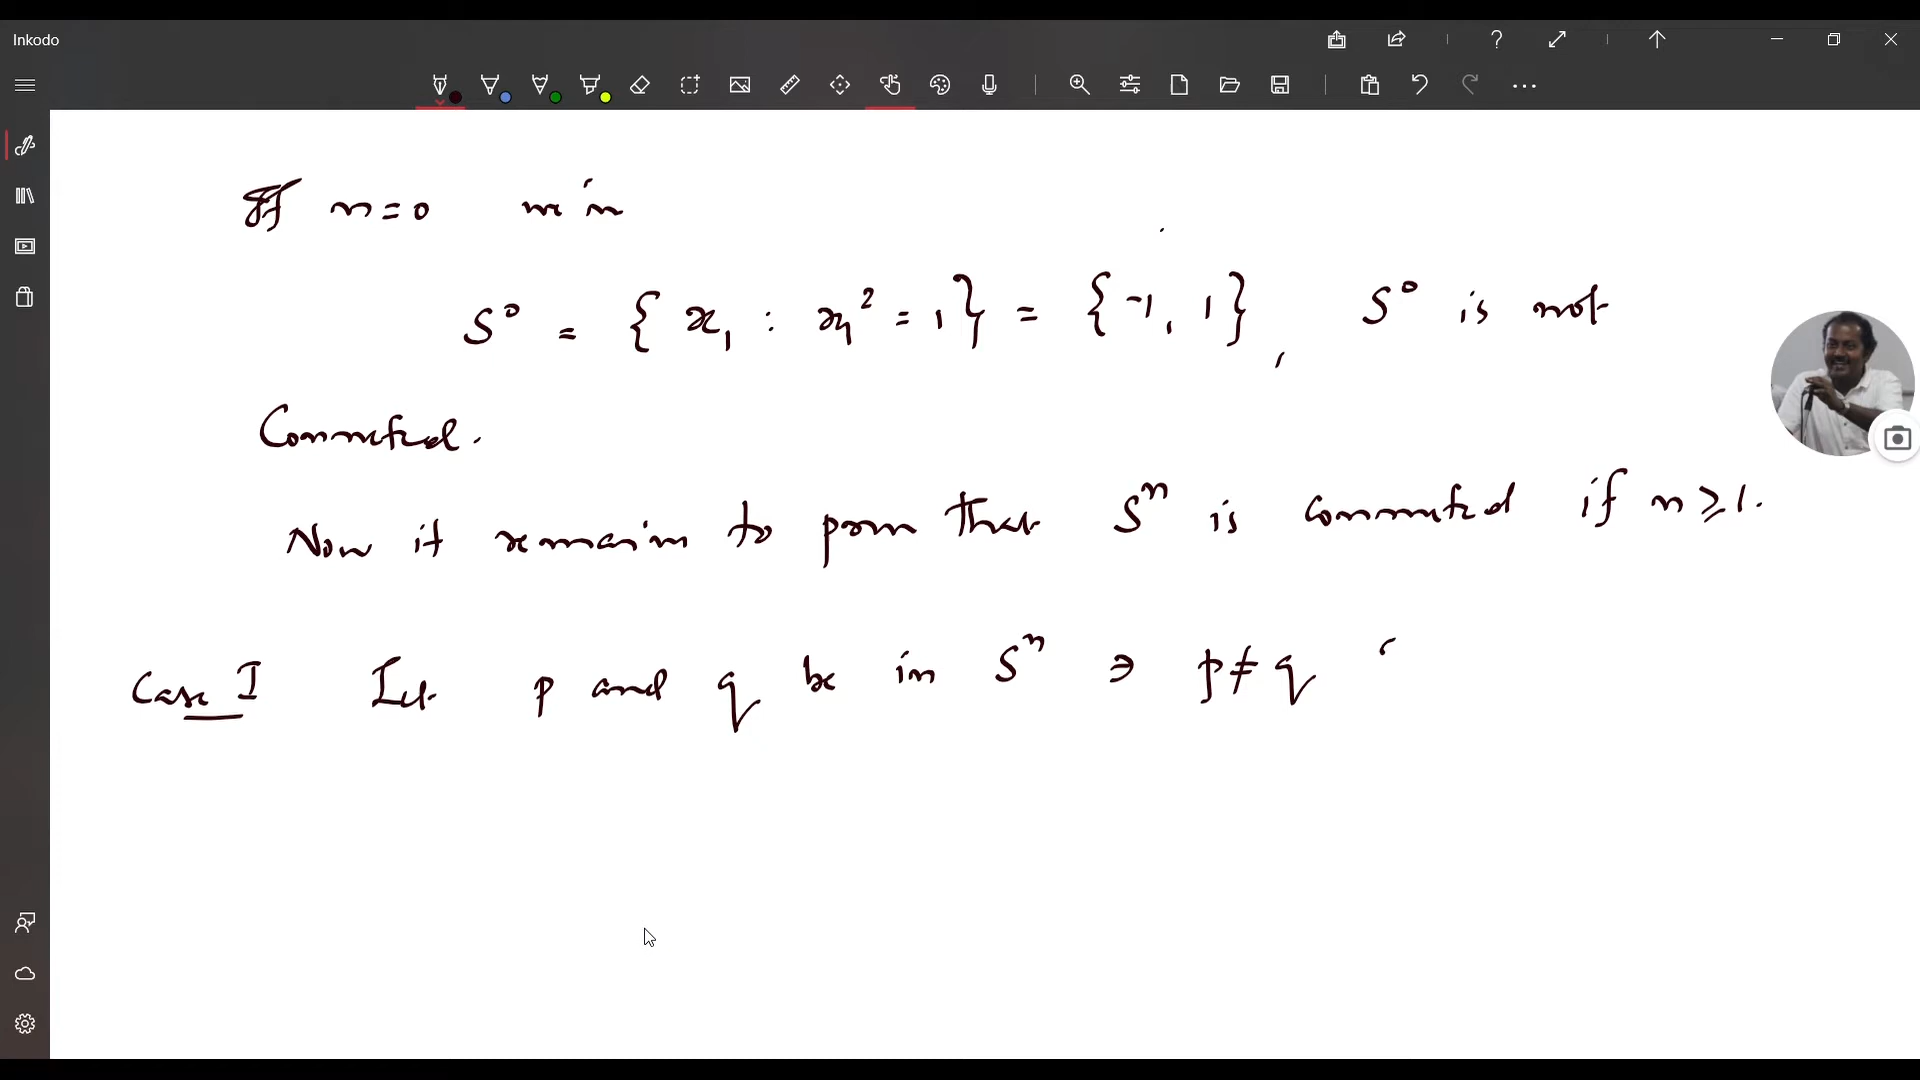 Inkodo
If n=0 then
S⁰ = { x₁ : x₁² = 1 } = { -1, 1 }, S⁰ is not
Connected.
Now it remains to prove that Sⁿ is connected if n ≥ 1.
Case I Let p and q be in Sⁿ ∋ p ≠ q